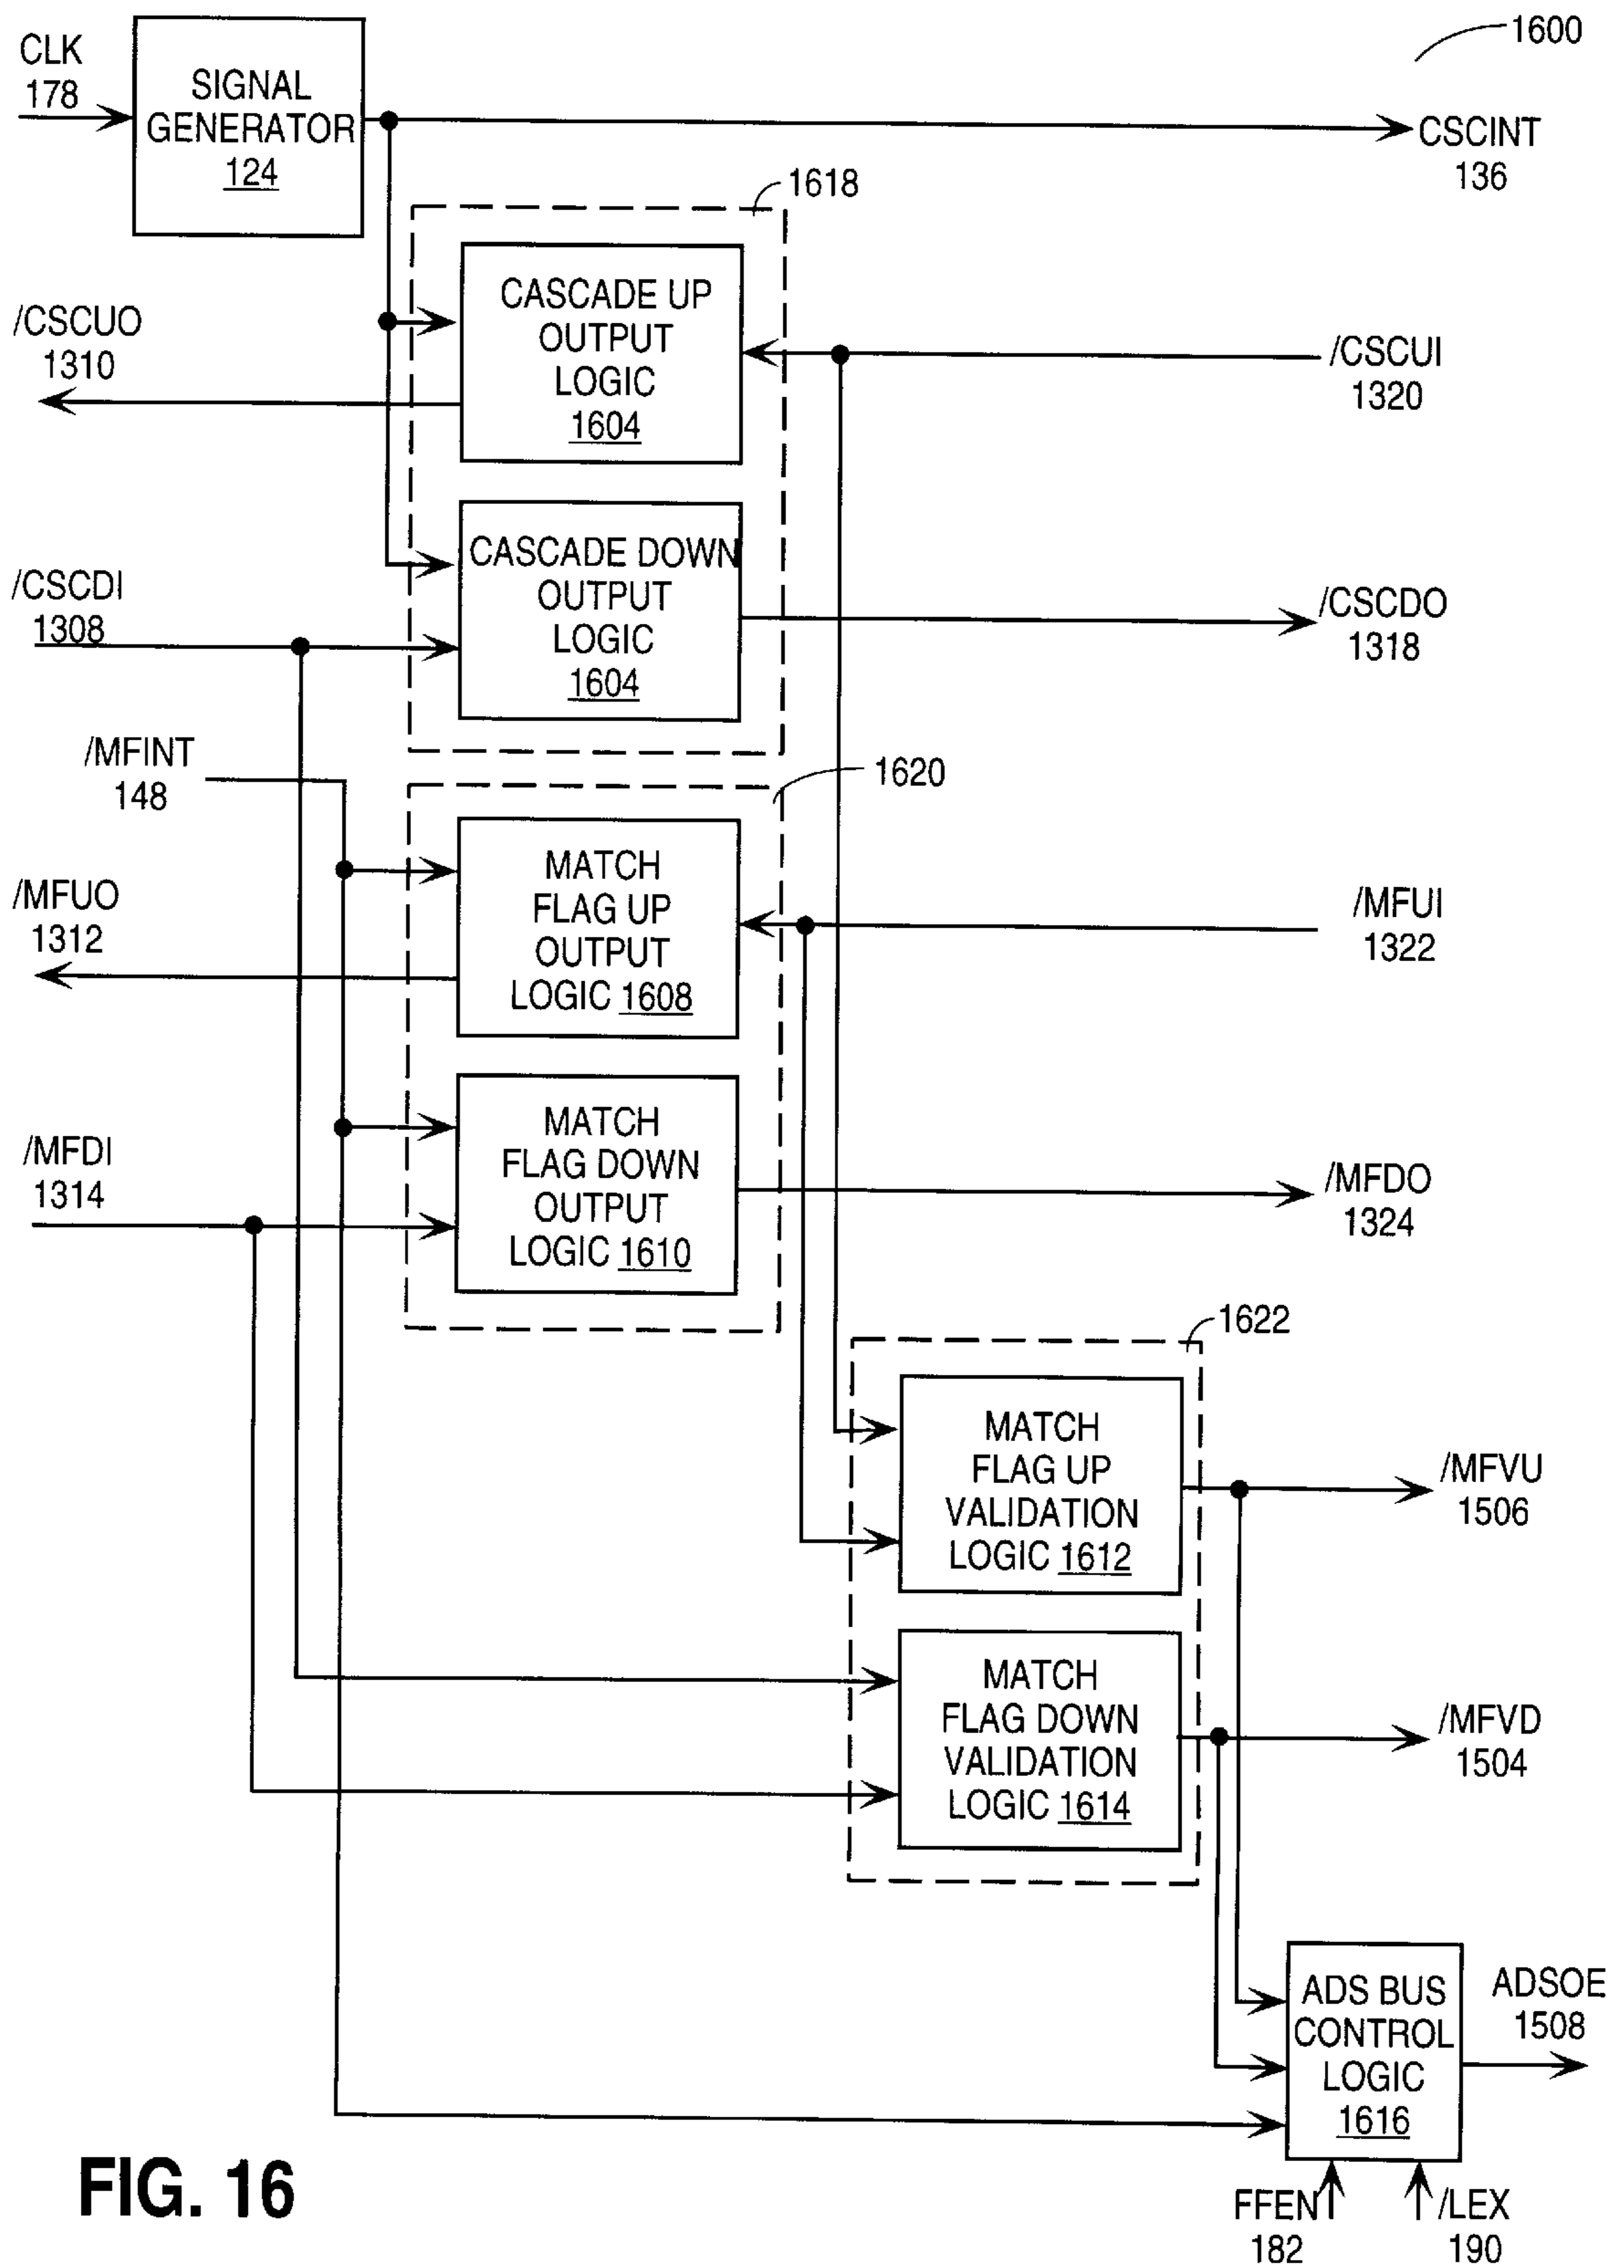 1600
CLK
178
SIGNAL
GENERATOR
124
CSCINT
136
1618
/CSCUO
1310
CASCADE UP
OUTPUT
LOGIC
1604
/CSCUI
1320
/CSCDI
1308
CASCADE DOWN
OUTPUT
LOGIC
1604
/CSCDO
1318
/MFINT
148
1620
/MFUO
1312
MATCH
FLAG UP
OUTPUT
LOGIC 1608
/MFUI
1322
/MFDI
1314
MATCH
FLAG DOWN
OUTPUT
LOGIC 1610
/MFDO
1324
1622
MATCH
FLAG UP
VALIDATION
LOGIC 1612
/MFVU
1506
MATCH
FLAG DOWN
VALIDATION
LOGIC 1614
/MFVD
1504
ADS BUS
CONTROL
LOGIC
1616
ADSOE
1508
FFEN
182
/LEX
190
FIG. 16